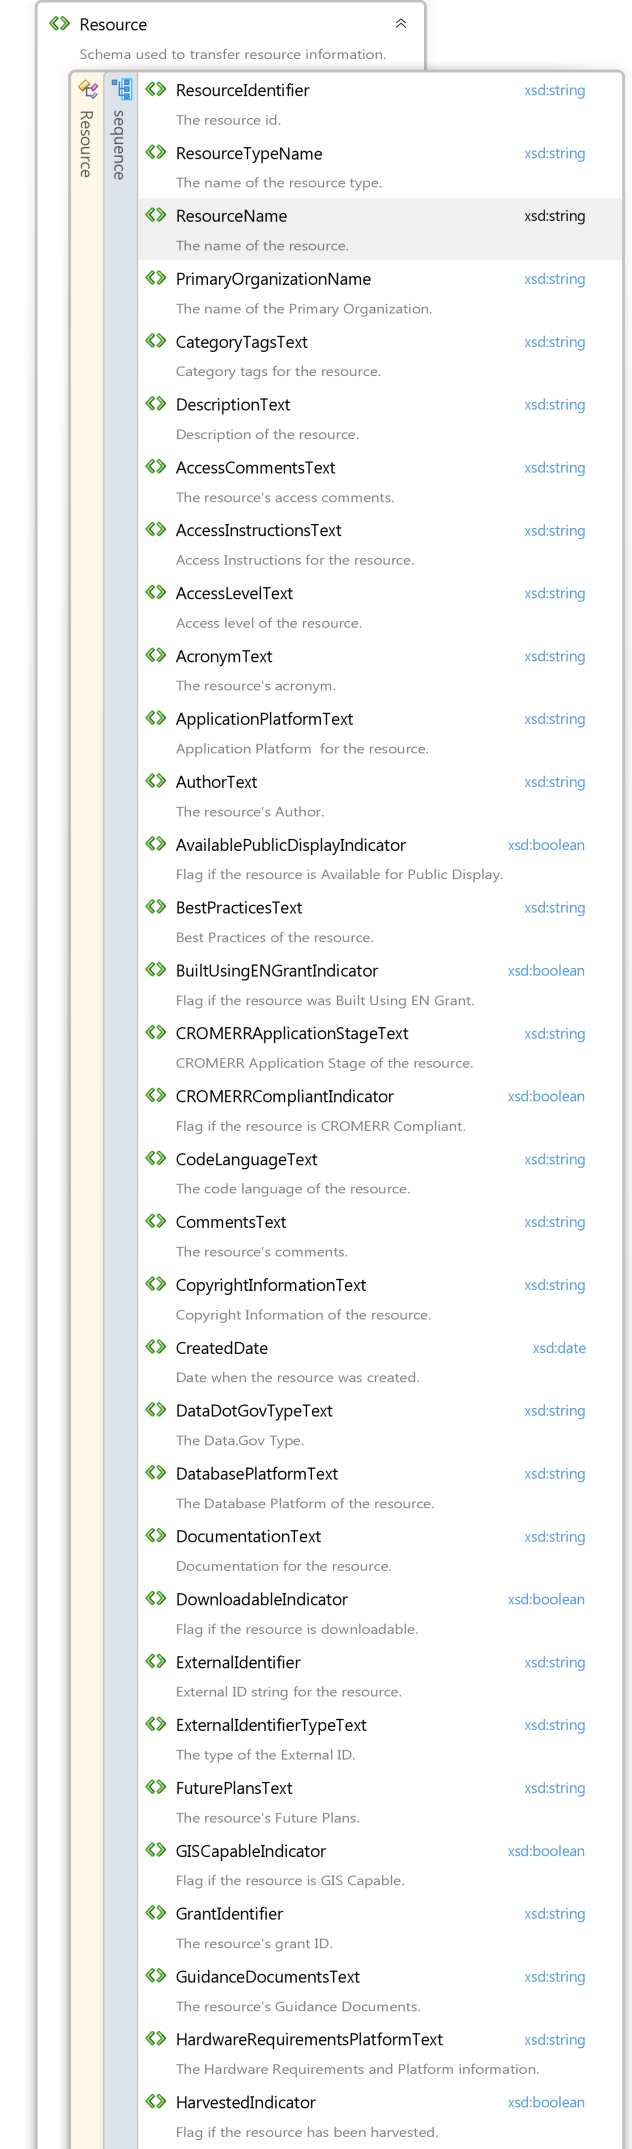 Resource
Schema used to transfer resource information.
Resource
sequence
ResourceIdentifier xsd:string
The resource id.
ResourceTypeName xsd:string
The name of the resource type.
ResourceName xsd:string
The name of the resource.
PrimaryOrganizationName xsd:string
The name of the Primary Organization.
CategoryTagsText xsd:string
Category tags for the resource.
DescriptionText xsd:string
Description of the resource.
AccessCommentsText xsd:string
The resource's access comments.
AccessInstructionsText xsd:string
Access Instructions for the resource.
AccessLevelText xsd:string
Access level of the resource.
AcronymText xsd:string
The resource's acronym.
ApplicationPlatformText xsd:string
Application Platform  for the resource.
AuthorText xsd:string
The resource's Author.
AvailablePublicDisplayIndicator xsd:boolean
Flag if the resource is Available for Public Display.
BestPracticesText xsd:string
Best Practices of the resource.
BuiltUsingENGrantIndicator xsd:boolean
Flag if the resource was Built Using EN Grant.
CROMERRApplicationStageText xsd:string
CROMERR Application Stage of the resource.
CROMERRCompliantIndicator xsd:boolean
Flag if the resource is CROMERR Compliant.
CodeLanguageText xsd:string
The code language of the resource.
CommentsText xsd:string
The resource's comments.
CopyrightInformationText xsd:string
Copyright Information of the resource.
CreatedDate xsd:date
Date when the resource was created.
DataDotGovTypeText xsd:string
The Data.Gov Type.
DatabasePlatformText xsd:string
The Database Platform of the resource.
DocumentationText xsd:string
Documentation for the resource.
DownloadableIndicator xsd:boolean
Flag if the resource is downloadable.
ExternalIdentifier xsd:string
External ID string for the resource.
ExternalIdentifierTypeText xsd:string
The type of the External ID.
FuturePlansText xsd:string
The resource's Future Plans.
GISCapableIndicator xsd:boolean
Flag if the resource is GIS Capable.
GrantIdentifier xsd:string
The resource's grant ID.
GuidanceDocumentsText xsd:string
The resource's Guidance Documents.
HardwareRequirementsPlatformText xsd:string
The Hardware Requirements and Platform information.
HarvestedIndicator xsd:boolean
Flag if the resource has been harvested.